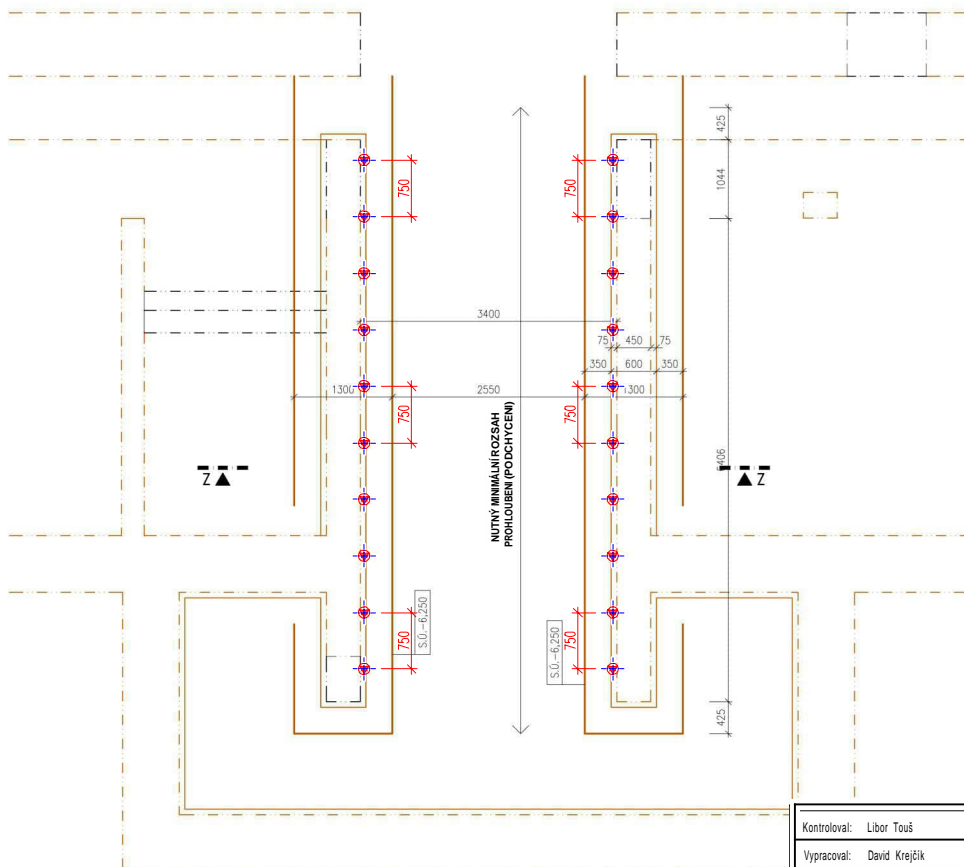 425
1044
750
750
3400
75 450 75
350 600 350
1300
2550
1300
750
750
NUTNÝ MINIMÁLNÍ ROZSAH
PROHLOUBENÍ (PODCHYCENÍ)
Z
Z
S.Ú.-6,250
750
S.Ú.-6,250
750
425
Kontroloval: Libor Touš
Vypracoval: David Krejčík